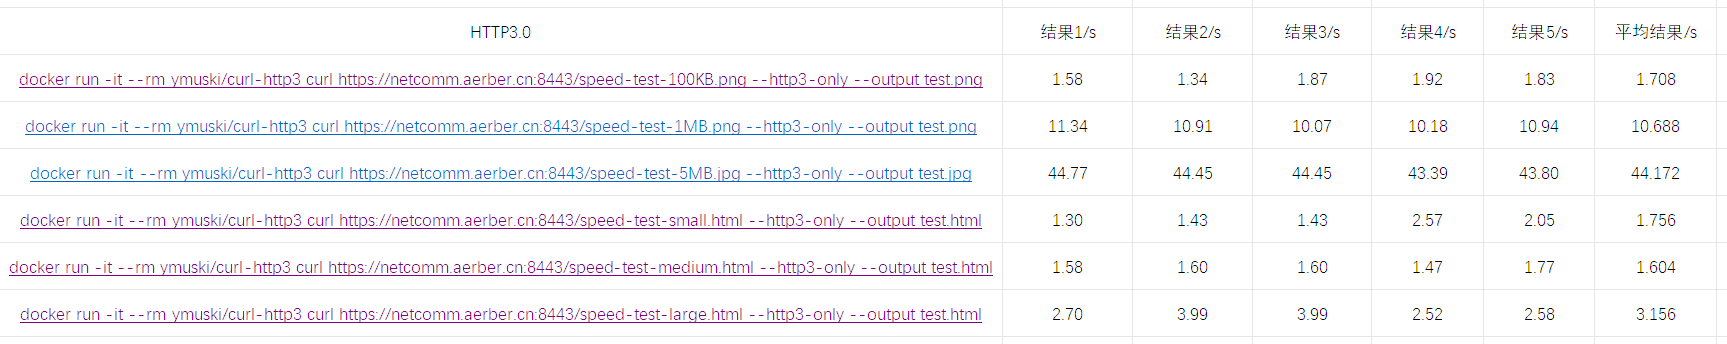 HTTP3.0 结果1/s 结果2/s 结果3/s 结果4/s 结果5/s 平均结果/s
docker run -it --rm ymuski/curl-http3 curl https://netcomm.aerber.cn:8443/speed-test-100KB.png --http3-only --output test.png 1.58 1.34 1.87 1.92 1.83 1.708
docker run -it --rm ymuski/curl-http3 curl https://netcomm.aerber.cn:8443/speed-test-1MB.png --http3-only --output test.png 11.34 10.91 10.07 10.18 10.94 10.688
docker run -it --rm ymuski/curl-http3 curl https://netcomm.aerber.cn:8443/speed-test-5MB.jpg --http3-only --output test.jpg 44.77 44.45 44.45 43.39 43.80 44.172
docker run -it --rm ymuski/curl-http3 curl https://netcomm.aerber.cn:8443/speed-test-small.html --http3-only --output test.html 1.30 1.43 1.43 2.57 2.05 1.756
docker run -it --rm ymuski/curl-http3 curl https://netcomm.aerber.cn:8443/speed-test-medium.html --http3-only --output test.html 1.58 1.60 1.60 1.47 1.77 1.604
docker run -it --rm ymuski/curl-http3 curl https://netcomm.aerber.cn:8443/speed-test-large.html --http3-only --output test.html 2.70 3.99 3.99 2.52 2.58 3.156